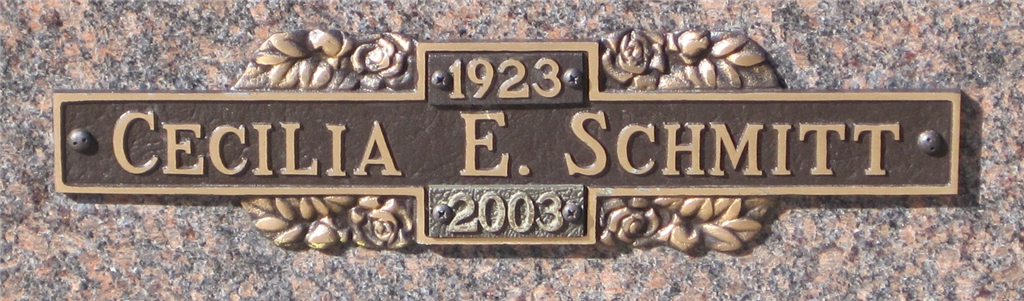 1923
CECILIA E. SCHMITT
2003